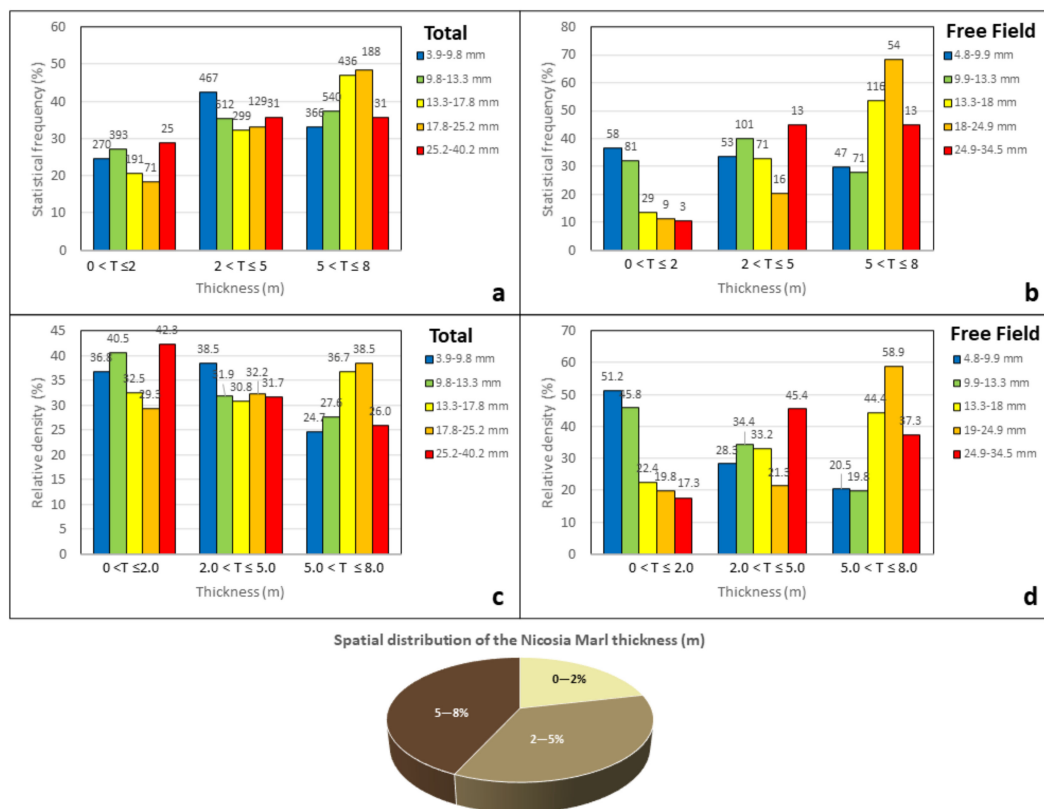 Total
3.9-9.8 mm
9.8-13.3 mm
13.3-17.8 mm
17.8-25.2 mm
25.2-40.2 mm
Statistical frequency (%)
60
50
40
30
20
10
0
270
393
191
71
25
467
512
299
129
31
366
540
436
188
31
0 < T ≤2
2 < T ≤ 5
5 < T ≤ 8
Thickness (m)
a
Free Field
4.8-9.9 mm
9.9-13.3 mm
13.3-18 mm
18-24.9 mm
24.9-34.5 mm
Statistical frequency (%)
80
70
60
50
40
30
20
10
0
58
81
29
9
3
53
101
71
16
13
47
71
116
54
13
0 < T ≤ 2
2 < T ≤ 5
5 < T ≤ 8
Thickness (m)
b
Total
3.9-9.8 mm
9.8-13.3 mm
13.3-17.8 mm
17.8-25.2 mm
25.2-40.2 mm
Relative density (%)
45
40
35
30
25
20
15
10
5
0
36.8
40.5
32.5
29.3
42.3
38.5
31.9
30.8
32.2
31.7
24.7
27.6
36.7
38.5
26.0
0 <T ≤2.0
2.0 < T ≤ 5.0
5.0 < T ≤ 8.0
Thickness (m)
c
Free Field
4.8-9.9 mm
9.9-13.3 mm
13.3-18 mm
19-24.9 mm
24.9-34.5 mm
Relative density (%)
70
60
50
40
30
20
10
0
51.2
45.8
22.4
19.8
17.3
28.3
34.4
33.2
21.3
45.4
20.5
19.8
44.4
58.9
37.3
0 < T ≤ 2.0
2.0 < T ≤ 5.0
5.0 < T ≤ 8.0
Thickness (m)
d
Spatial distribution of the Nicosia Marl thickness (m)
0—2%
5—8%
2—5%